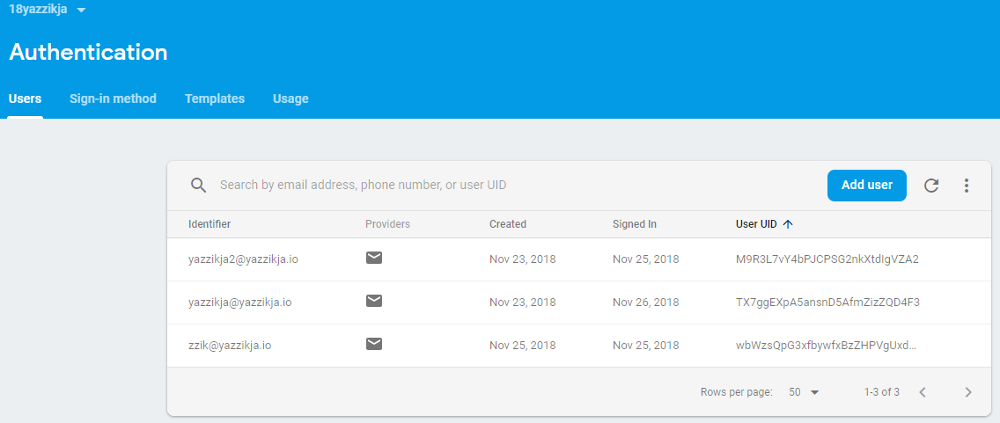 18yazzikja
Authentication
Users Sign-in method Templates Usage
Search by email address, phone number, or user UID Add user
Identifier Providers Created Signed In User UID
yazzikja2@yazzikja.io Nov 23, 2018 Nov 25, 2018 M9R3L7vY4bPJCPSG2nkXtdIgVZA2
yazzikja@yazzikja.io Nov 23, 2018 Nov 26, 2018 TX7ggEXpA5ansnD5AfmZizZQD4F3
zzik@yazzikja.io Nov 25, 2018 Nov 25, 2018 wbWzsQpG3xfbywfxBzZHPVgUxd...
Rows per page: 50 1-3 of 3